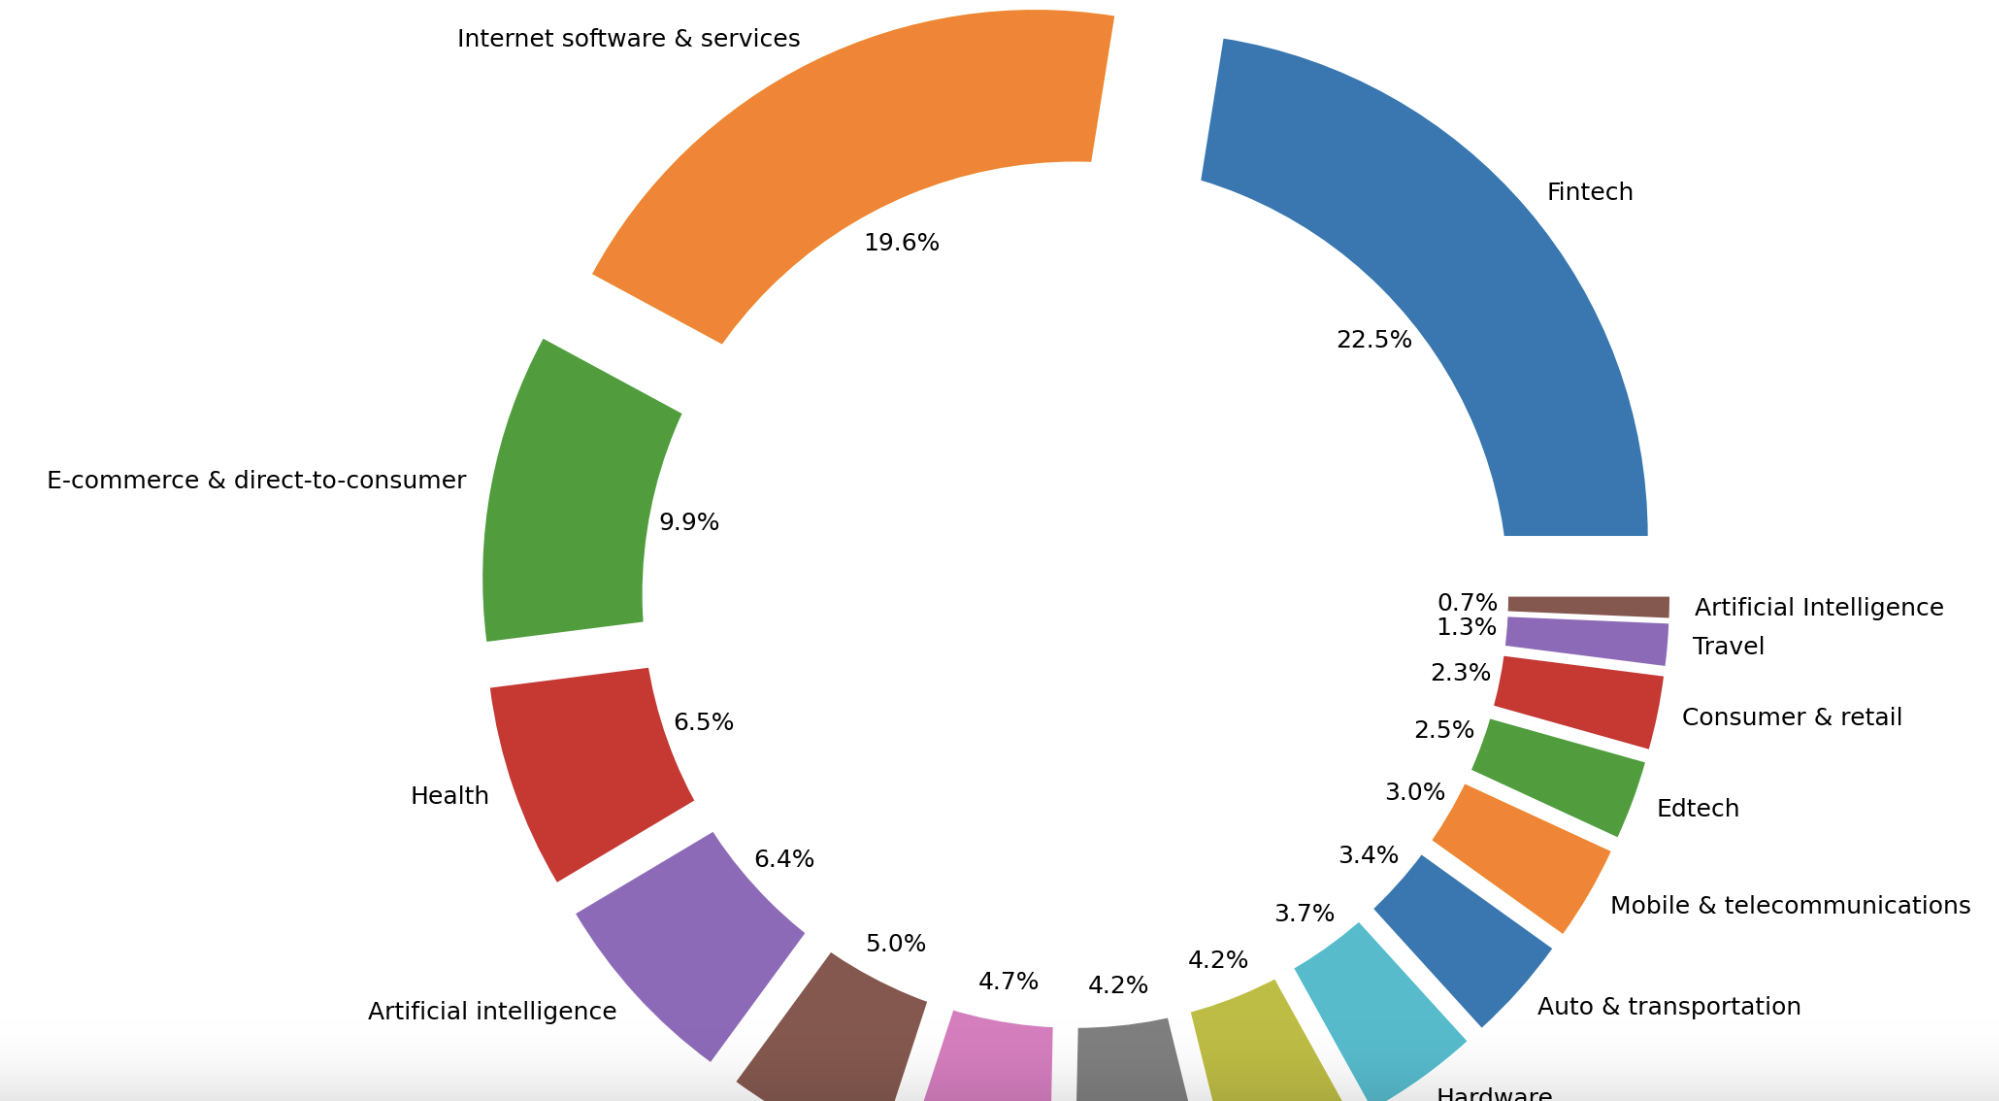 Internet software & services
Fintech
19.6%
22.5%
E-commerce & direct-to-consumer
9.9%
0.7%
Artificial Intelligence
1.3%
Travel
2.3%
Consumer & retail
6.5%
2.5%
Health
3.0%
Edtech
6.4%
3.4%
Mobile & telecommunications
3.7%
5.0%
4.2%
4.7%
4.2%
Artificial intelligence
Auto & transportation
Hardware